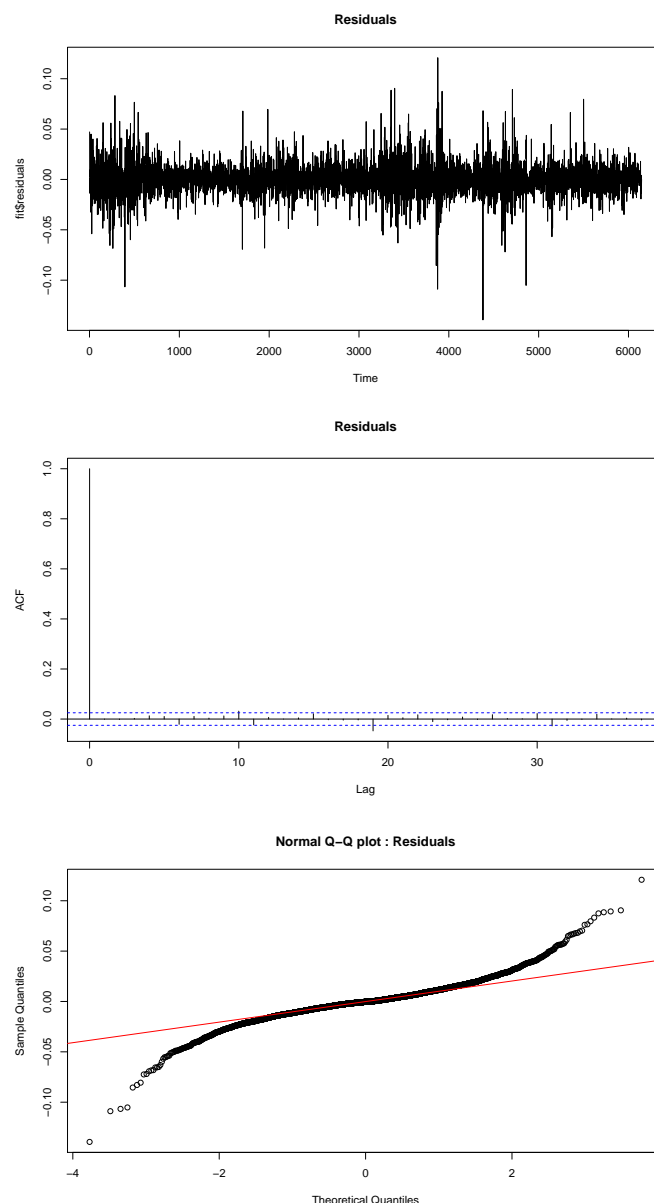 Residuals
fit$residuals
0.10
0.05
0.00
−0.05
−0.10
0 1000 2000 3000 4000 5000 6000
Time
Residuals
ACF
1.0
0.8
0.6
0.4
0.2
0.0
0 10 20 30
Lag
Normal Q−Q plot : Residuals
Sample Quantiles
0.10
0.05
0.00
−0.05
−0.10
−4 −2 0 2
Theoretical Quantiles